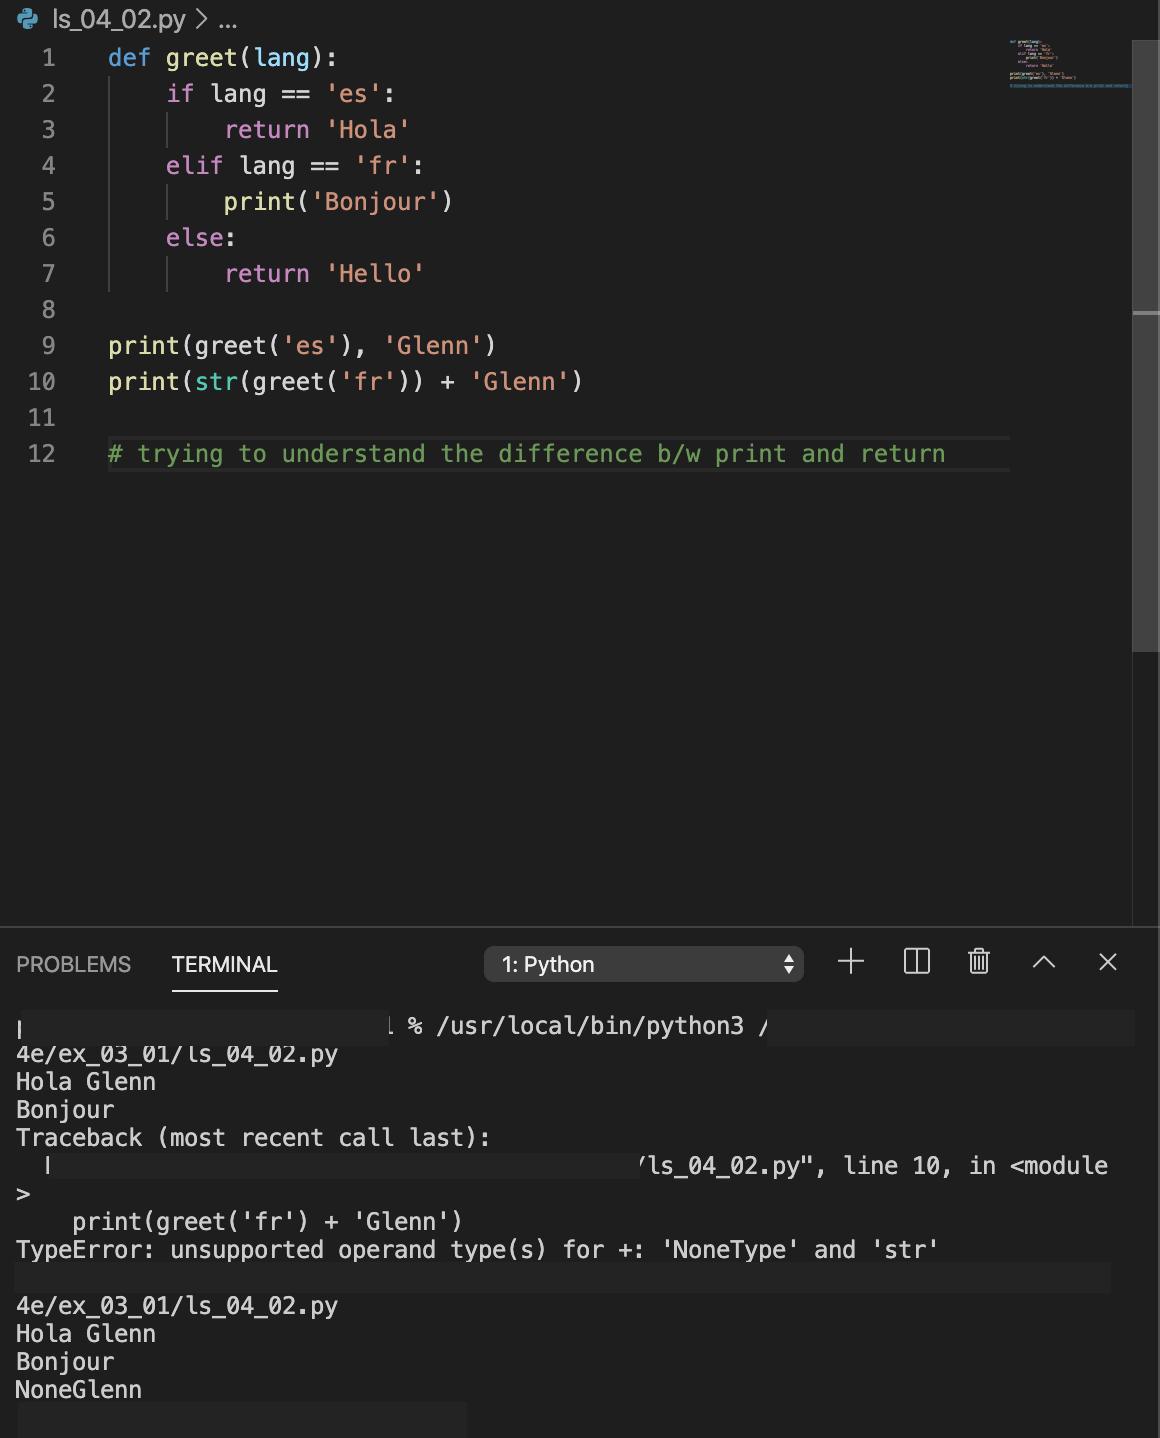 ls_04_02.py > ...
1 def greet(lang):
2     if lang == 'es':
3         return 'Hola'
4     elif lang == 'fr':
5         print('Bonjour')
6     else:
7         return 'Hello'
8
9 print(greet('es'), 'Glenn')
10 print(str(greet('fr')) + 'Glenn')
11
12 # trying to understand the difference b/w print and return
PROBLEMS TERMINAL 1: Python
% /usr/local/bin/python3 /
4e/ex_03_01/ls_04_02.py
Hola Glenn
Bonjour
Traceback (most recent call last):
/ls_04_02.py", line 10, in <module
>
    print(greet('fr') + 'Glenn')
TypeError: unsupported operand type(s) for +: 'NoneType' and 'str'
4e/ex_03_01/ls_04_02.py
Hola Glenn
Bonjour
NoneGlenn